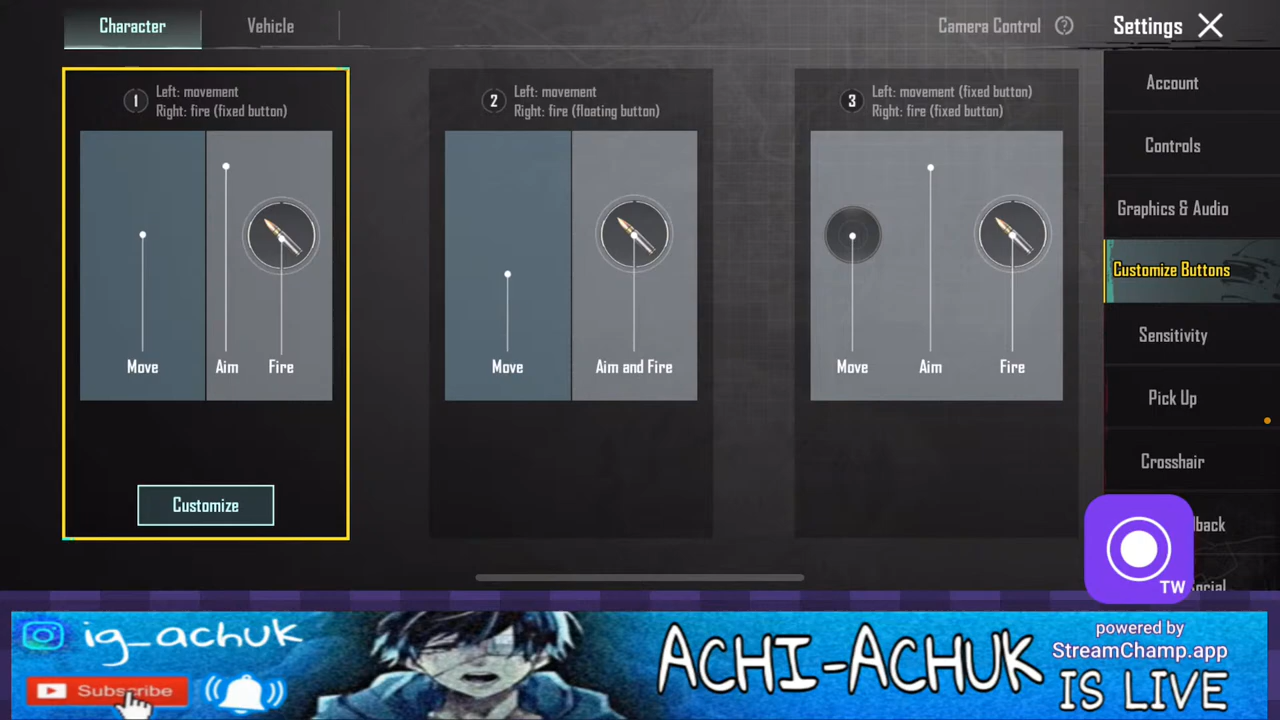 Character
Vehicle
Camera Control ?
Settings
1
Left: movement
Right: fire (fixed button)
Move
Aim
Fire
Customize
2
Left: movement
Right: fire (floating button)
Move
Aim and Fire
3
Left: movement (fixed button)
Right: fire (fixed button)
Move
Aim
Fire
Account
Controls
Graphics & Audio
Customize Buttons
Sensitivity
Pick Up
Crosshair
back
TW
ig_achuk
Subscribe
ACHI-ACHUK
IS LIVE
powered by
StreamChamp.app